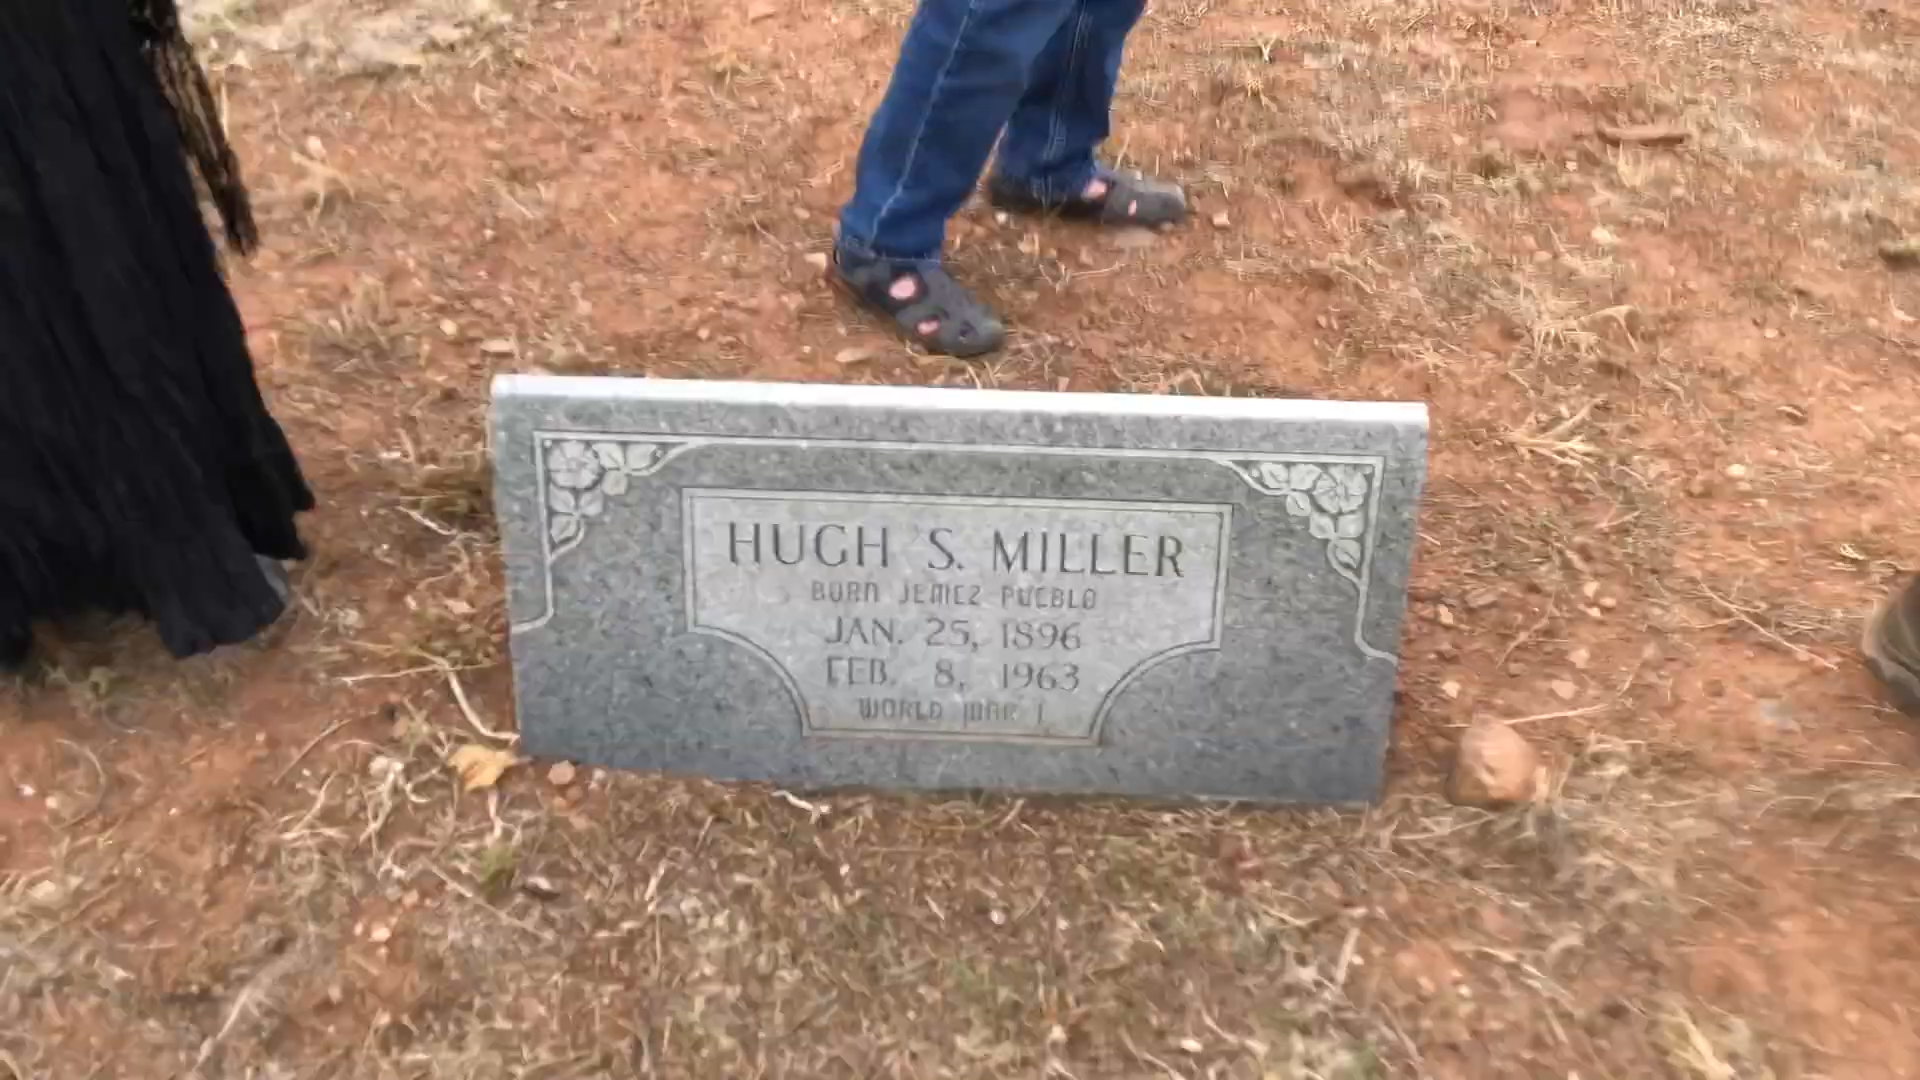 HUGH S. MILLER
BORN JEMEZ PUEBLO
JAN. 25, 1896
FEB. 8, 1963
WORLD WAR I